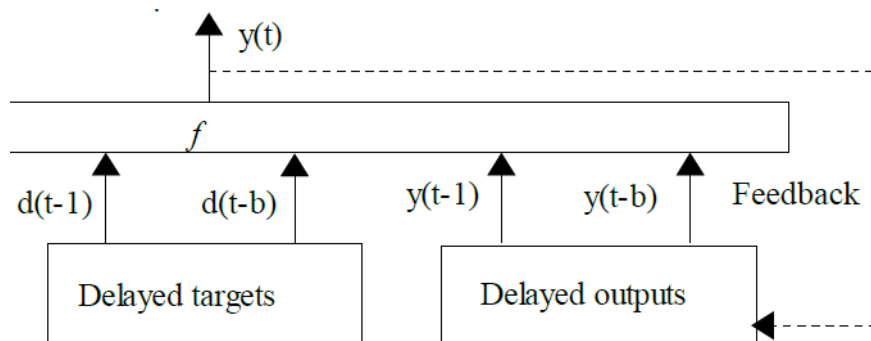 y(t)
f
d(t-1) d(t-b) y(t-1) y(t-b) Feedback
Delayed targets Delayed outputs